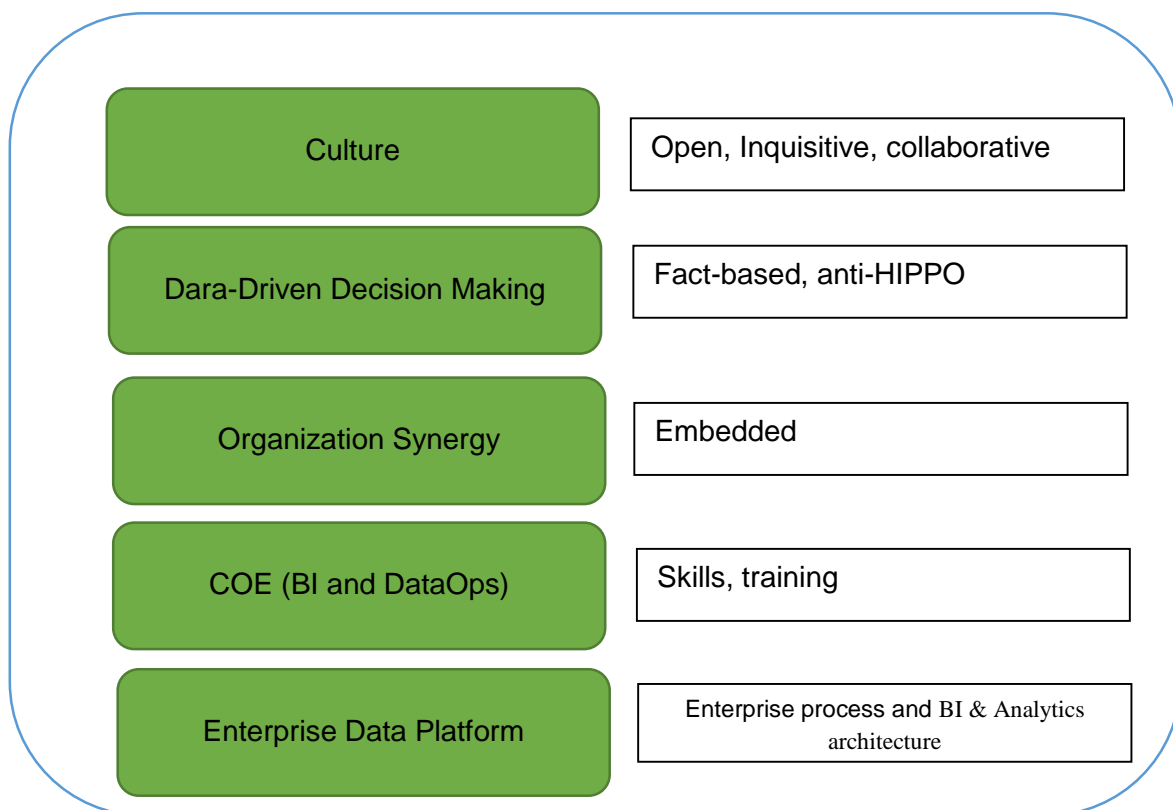 Culture
Open, Inquisitive, collaborative
Dara-Driven Decision Making
Fact-based, anti-HIPPO
Organization Synergy
Embedded
COE (BI and DataOps)
Skills, training
Enterprise Data Platform
Enterprise process and BI & Analytics
architecture